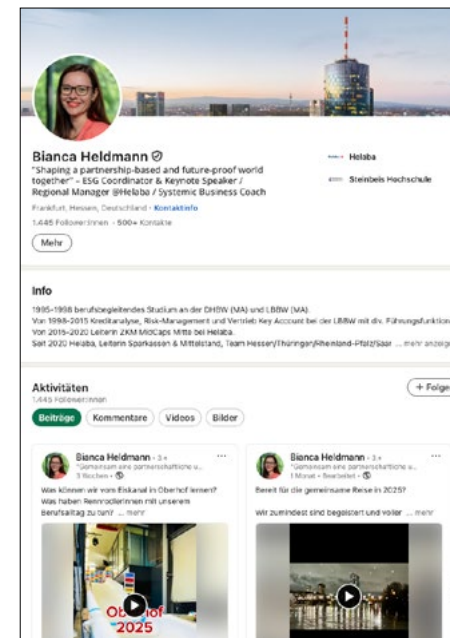 Bianca Heldmann
"Shaping a partnership-based and future-proof world
together" – ESG Coordinator & Keynote Speaker /
Regional Manager @Helaba / Systemic Business Coach
Frankfurt, Hessen, Deutschland · Kontaktinfo
1.445 Follower:innen · 500+ Kontakte
Mehr
Helaba
Steinbeis Hochschule
Info
1995-1998 berufsbegleitendes Studium an der DHBW (MA) und LBBW (MA).
Von 1998-2015 Kreditanalyse, Risk-Management und Vertrieb Key Account bei der LBBW mit div. Führungsfunktion
Von 2015-2020 Leiterin ZKM MidCaps Mitte bei Helaba.
Seit 2020 Helaba, Leiterin Sparkassen & Mittelstand, Team Hessen/Thüringen/Rheinland-Pfalz/Saar ... mehr anzeige
Aktivitäten
1.445 Follower:innen
+ Folge
Beiträge
Kommentare
Videos
Bilder
Bianca Heldmann
"Gemeinsam eine partnerschaftliche u...
3 Wochen
Was können wir vom Eiskanal in Oberhof lernen?
Was haben Rennrodlerinnen mit unserem
Berufsalltag zu tun? ... mehr
Oberhof
2025
Bianca Heldmann
"Gemeinsam eine partnerschaftliche u...
1 Monat · Bearbeitet
Bereit für die gemeinsame Reise in 2025?
Wir zumindest sind begeistert und voller ... mehr